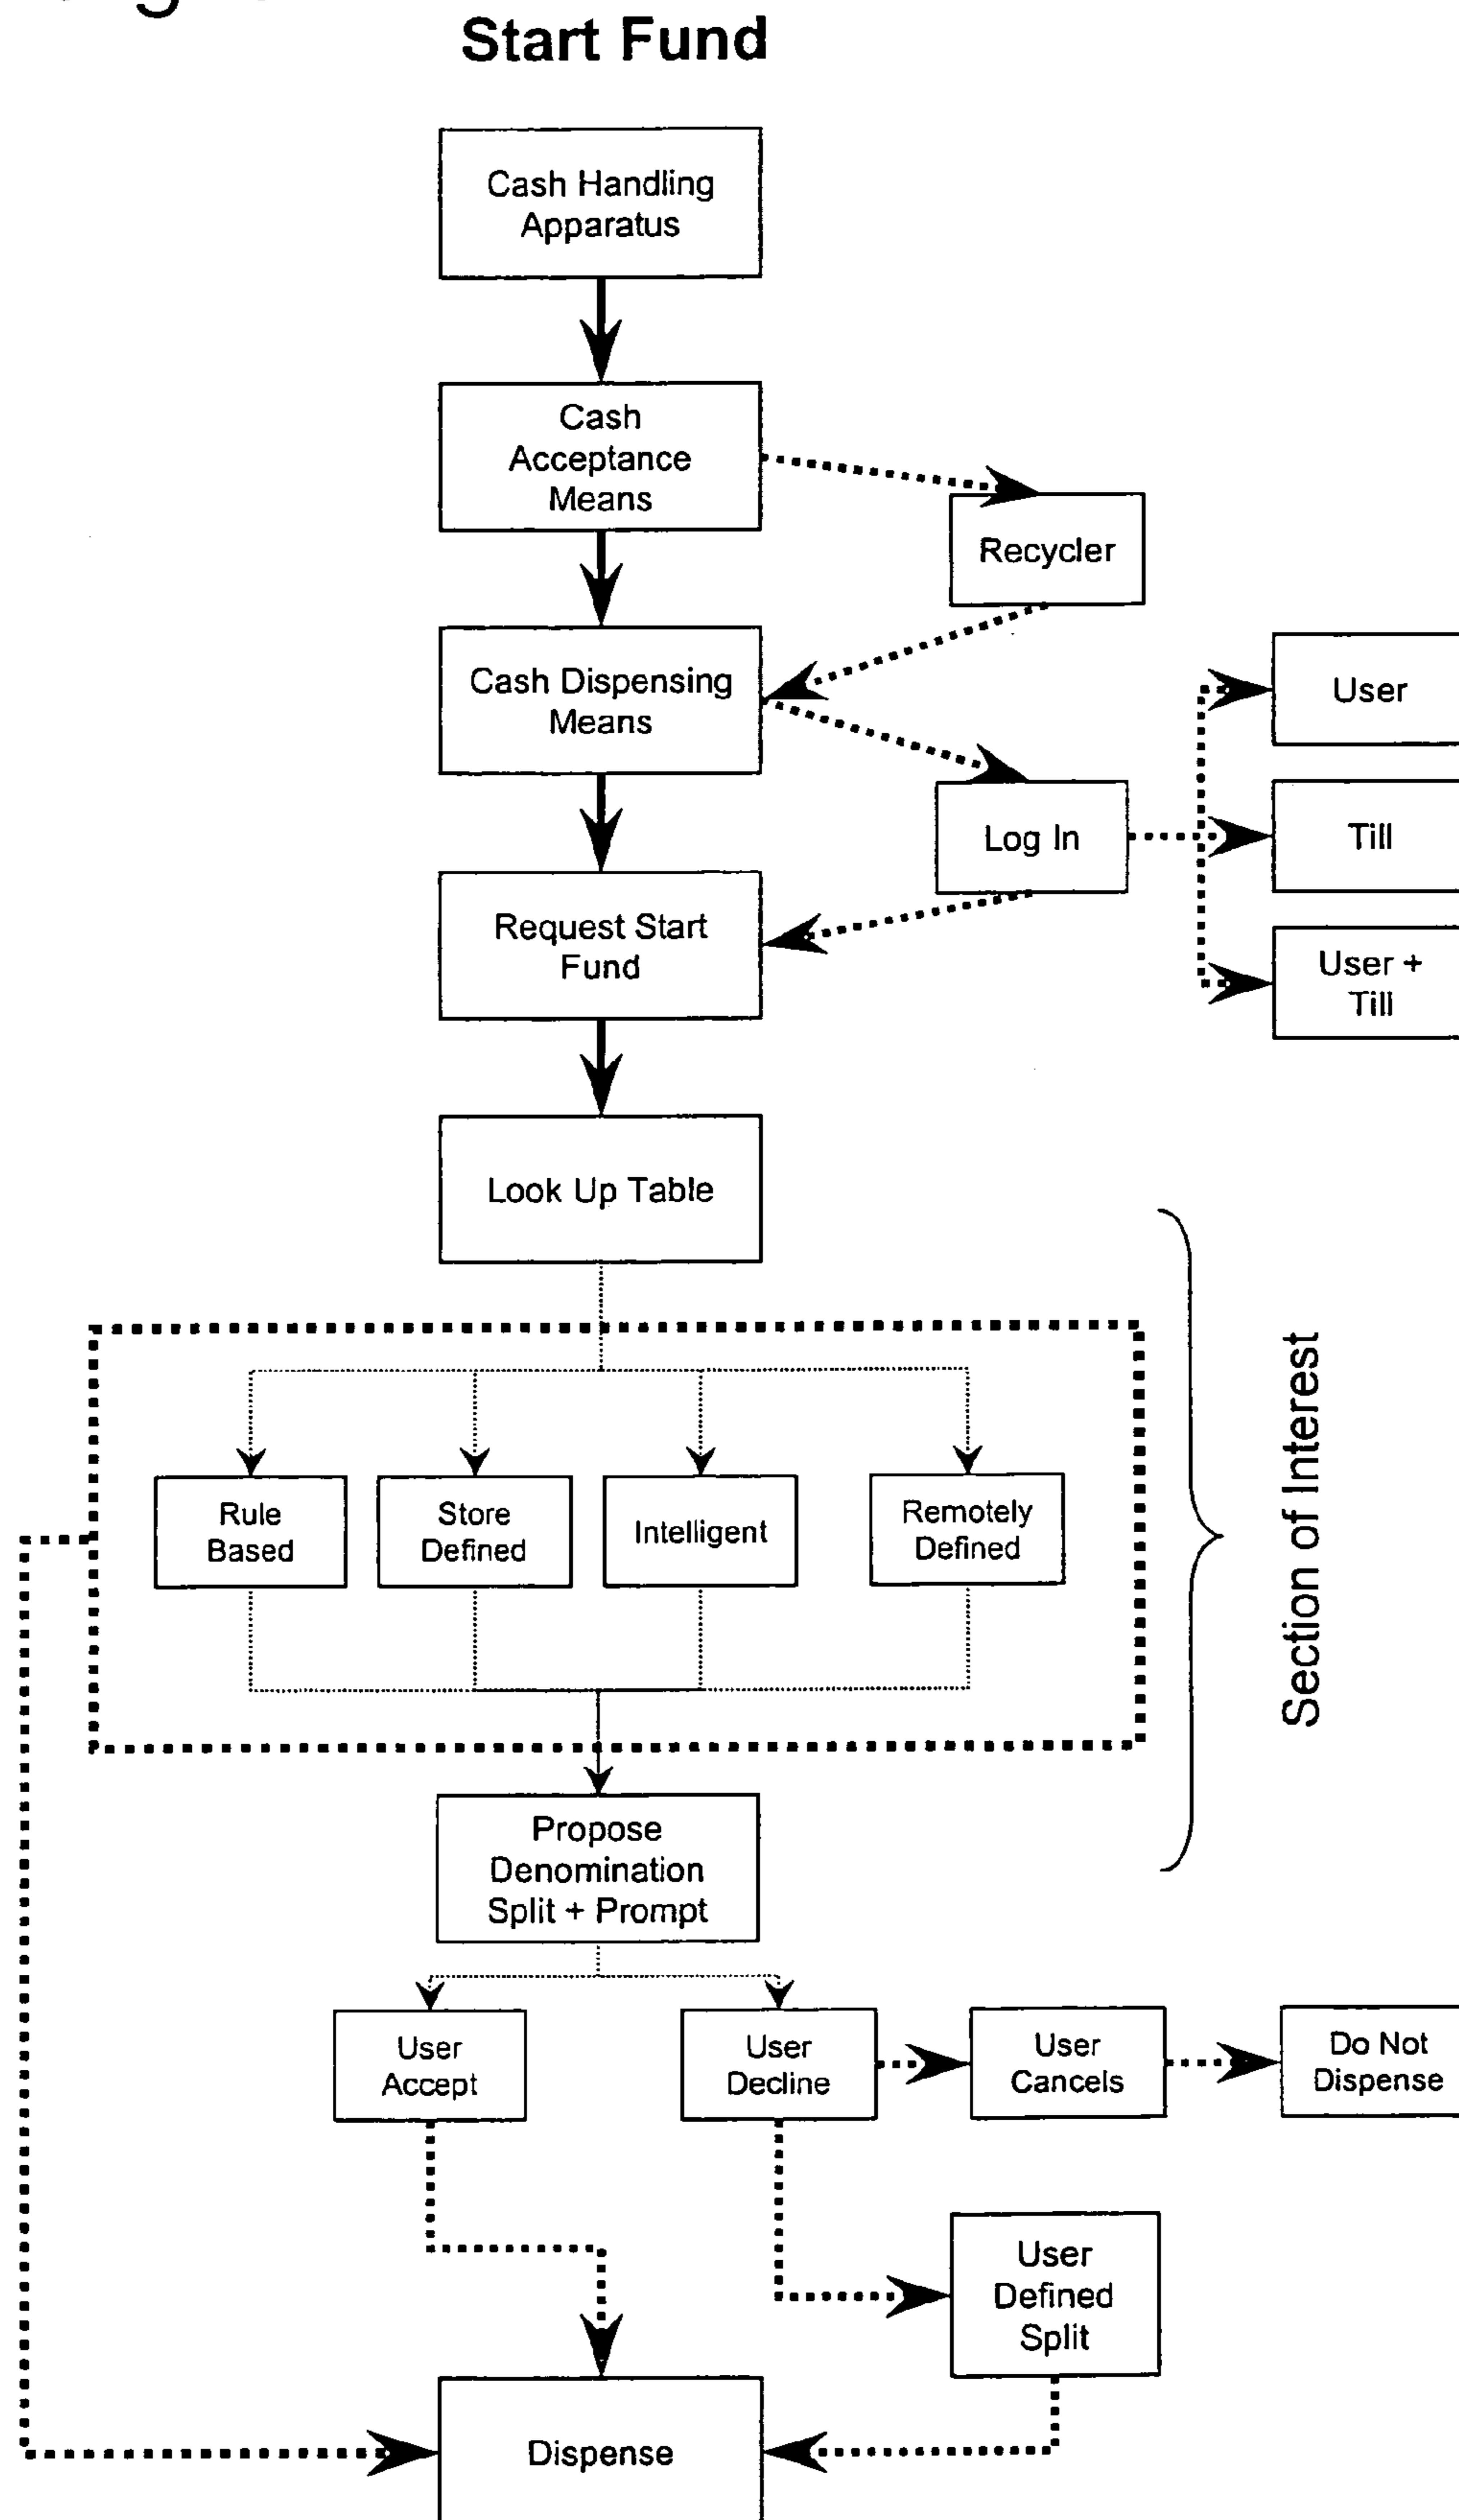 Start Fund
Cash Handling
Apparatus
Cash
Acceptance
Means
Recycler
Cash Dispensing
Means
User
Log In
Till
Request Start
Fund
User +
Till
Look Up Table
Section of Interest
Rule
Based
Store
Defined
Intelligent
Remotely
Defined
Propose
Denomination
Split + Prompt
User
Accept
User
Decline
User
Cancels
Do Not
Dispense
User
Defined
Split
Dispense